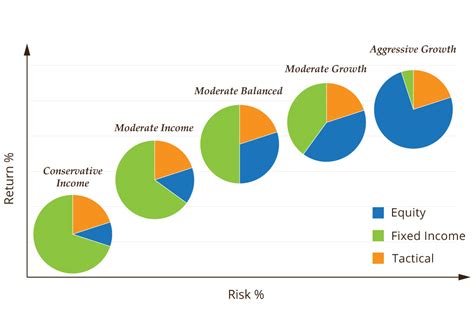 Aggressive Growth
Moderate Growth
Moderate Balanced
Moderate Income
Conservative
Income
Return %
Equity
Fixed Income
Tactical
Risk %